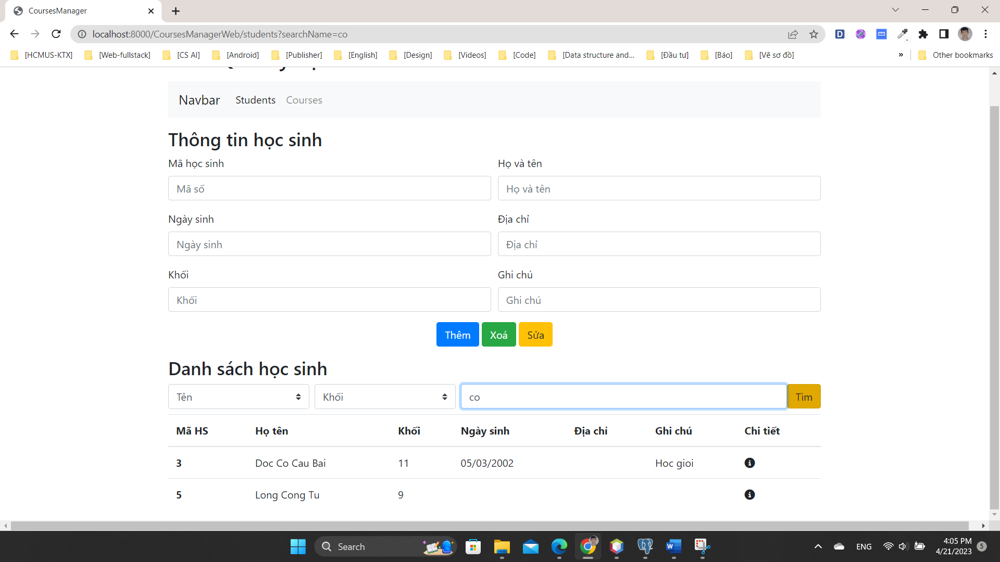 CoursesManager
localhost:8000/CoursesManagerWeb/students?searchName=co
[HCMUS-KTX] [Web-fullstack] [CS AI] [Android] [Publisher] [English] [Design] [Videos] [Code] [Data structure and... [Đầu tư] [Báo] [Vẽ sơ đồ] » Other bookmarks
Navbar Students Courses
Thông tin học sinh
Mã học sinh Họ và tên
Mã số Họ và tên
Ngày sinh Địa chỉ
Ngày sinh Địa chỉ
Khối Ghi chú
Khối Ghi chú
Thêm Xoá Sửa
Danh sách học sinh
Tên Khối co Tìm
Mã HS Họ tên Khối Ngày sinh Địa chỉ Ghi chú Chi tiết
3 Doc Co Cau Bai 11 05/03/2002 Hoc gioi
5 Long Cong Tu 9
Search ENG 4:05 PM
4/21/2023 5